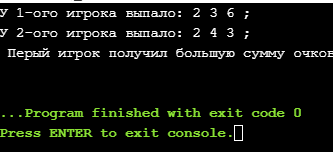 У 1-ого игрока выпало: 2 3 6 ;
У 2-ого игрока выпало: 2 4 3 ;
Перый игрок получил большую сумму очков
...Program finished with exit code 0
Press ENTER to exit console.